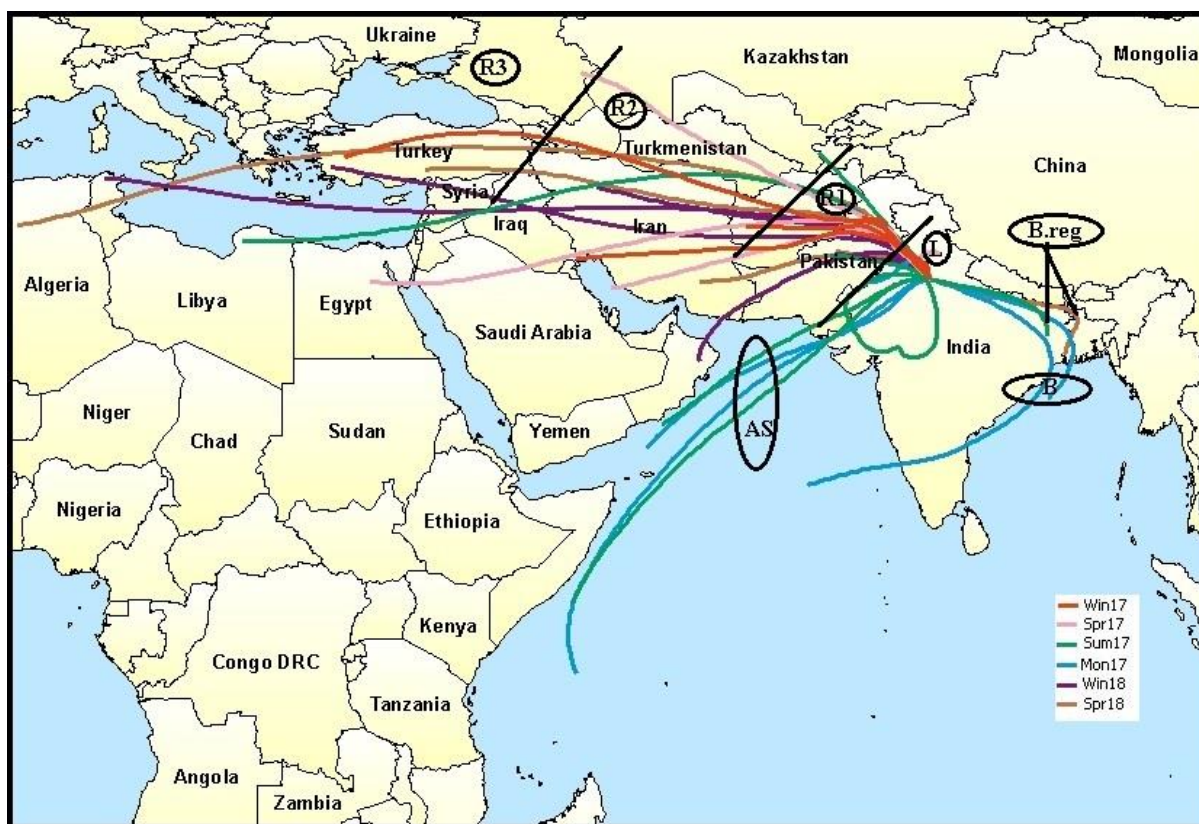 Ukraine
R3
Kazakhstan
Mongolia
R2
Turkey
Turkmenistan
China
Syria
R1
Iraq
Iran
B.reg
L
Pakistan
Algeria
Libya
Egypt
Saudi Arabia
India
B
Niger
Chad
Sudan
Yemen
AS
Nigeria
Ethiopia
Kenya
Congo DRC
Tanzania
Angola
Zambia
Win17
Spr17
Sum17
Mon17
Win18
Spr18